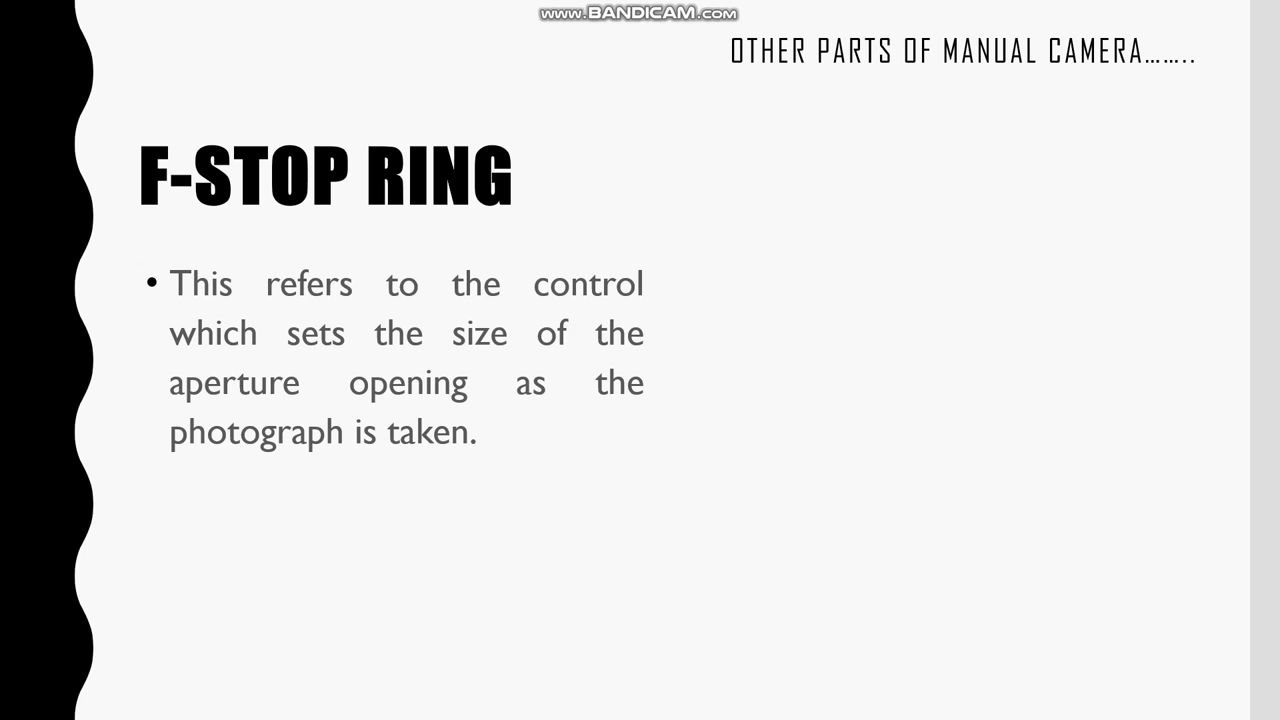 www.BANDICAM.com
OTHER PARTS OF MANUAL CAMERA……..
F-STOP RING
• This refers to the control
which sets the size of the
aperture opening as the
photograph is taken.